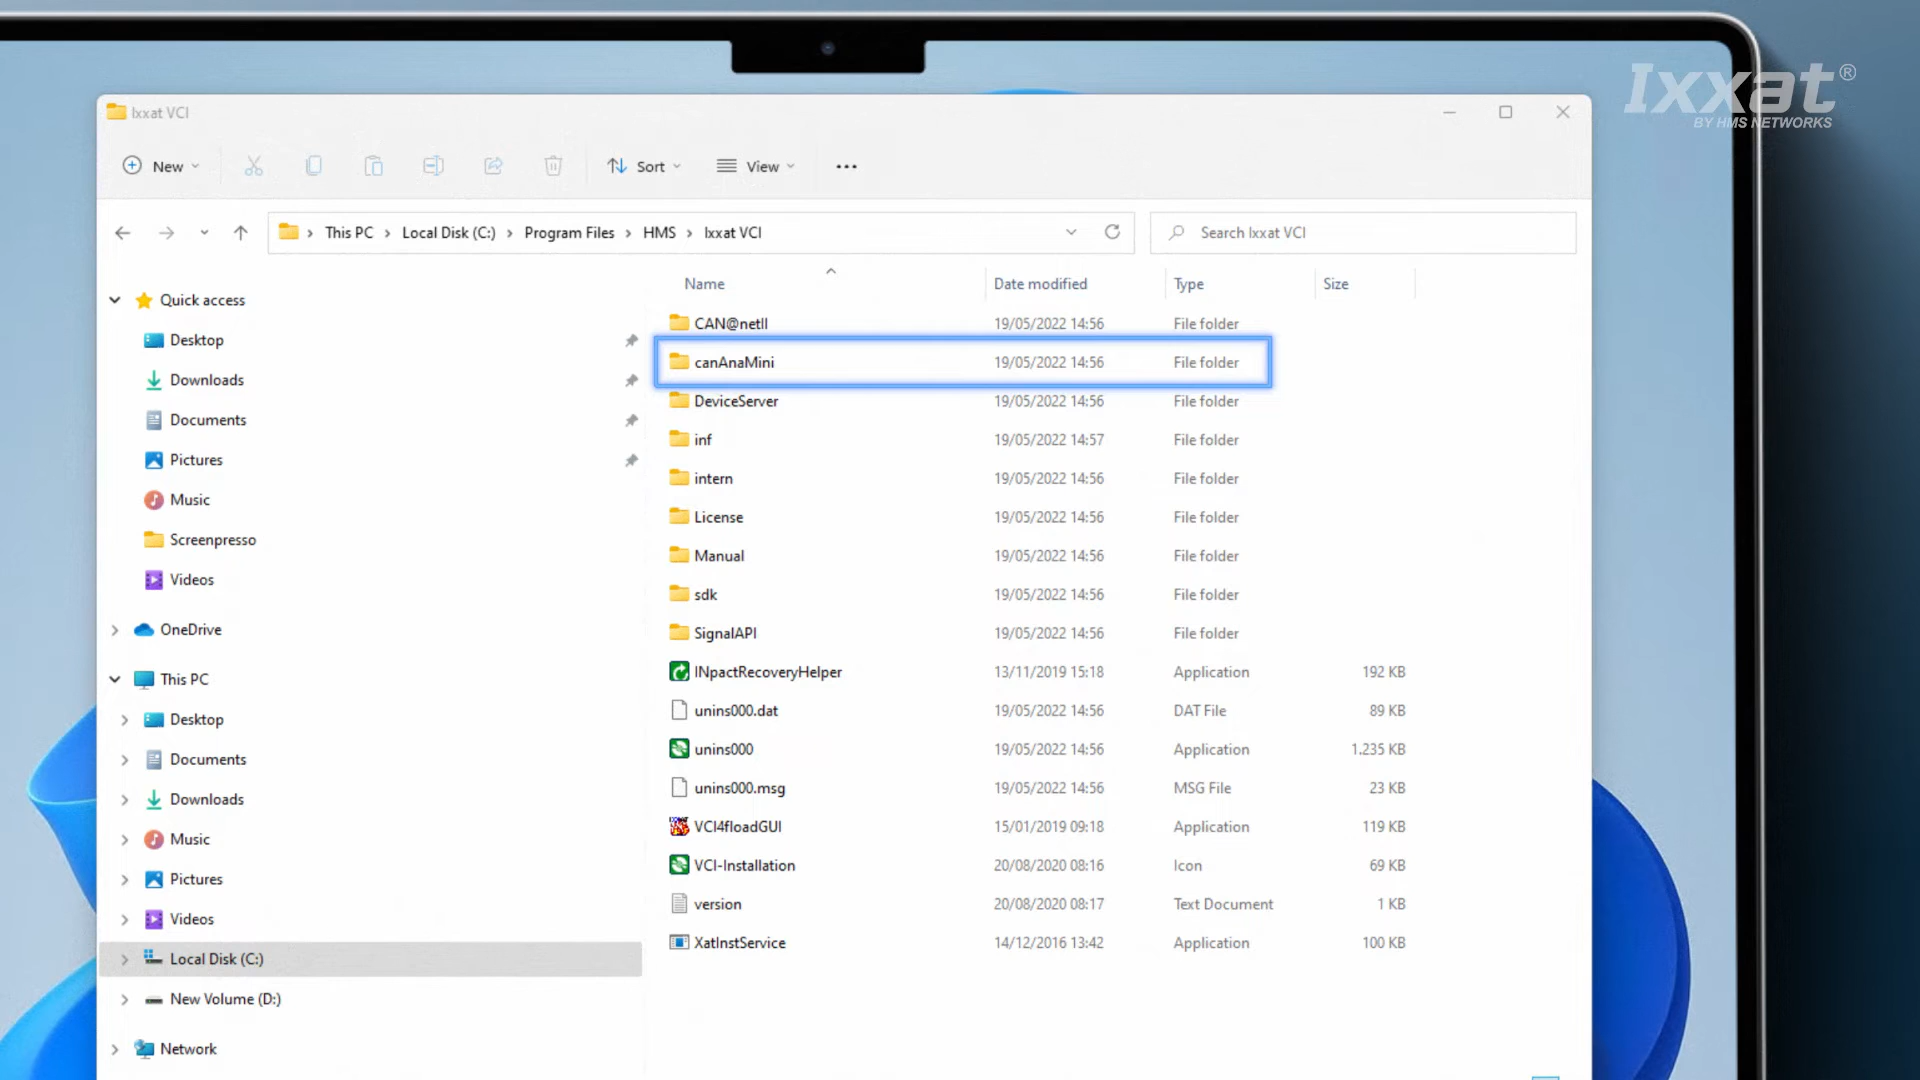 Ixxat®
BY HMS NETWORKS
Ixxat VCI
New
Sort
View
This PC > Local Disk (C:) > Program Files > HMS > Ixxat VCI
Search Ixxat VCI
Name Date modified Type Size
Quick access
Desktop
Downloads
Documents
Pictures
Music
Screenpresso
Videos
OneDrive
This PC
Desktop
Documents
Downloads
Music
Pictures
Videos
Local Disk (C:)
New Volume (D:)
Network
CAN@netII 19/05/2022 14:56 File folder
canAnaMini 19/05/2022 14:56 File folder
DeviceServer 19/05/2022 14:56 File folder
inf 19/05/2022 14:57 File folder
intern 19/05/2022 14:56 File folder
License 19/05/2022 14:56 File folder
Manual 19/05/2022 14:56 File folder
sdk 19/05/2022 14:56 File folder
SignalAPI 19/05/2022 14:56 File folder
INpactRecoveryHelper 13/11/2019 15:18 Application 192 KB
unins000.dat 19/05/2022 14:56 DAT File 89 KB
unins000 19/05/2022 14:56 Application 1.235 KB
unins000.msg 19/05/2022 14:56 MSG File 23 KB
VCI4floadGUI 15/01/2019 09:18 Application 119 KB
VCI-Installation 20/08/2020 08:16 Icon 69 KB
version 20/08/2020 08:17 Text Document 1 KB
XatInstService 14/12/2016 13:42 Application 100 KB